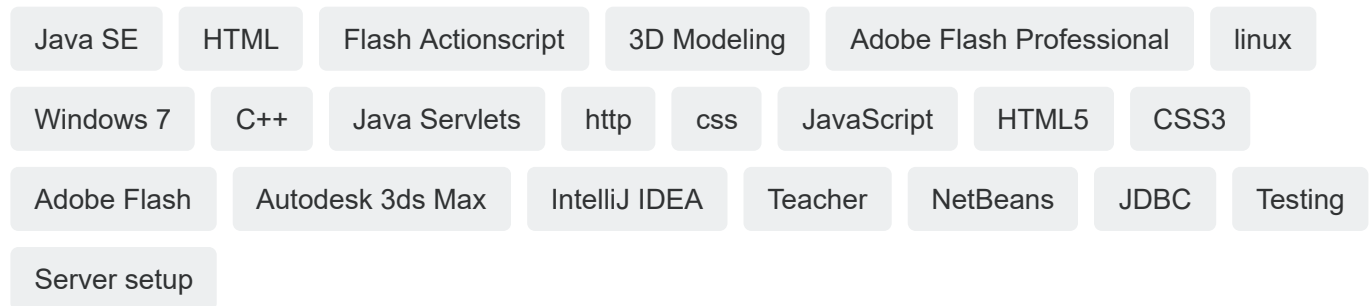 Java SE HTML Flash Actionscript 3D Modeling Adobe Flash Professional linux
Windows 7 C++ Java Servlets http css JavaScript HTML5 CSS3
Adobe Flash Autodesk 3ds Max IntelliJ IDEA Teacher NetBeans JDBC Testing
Server setup